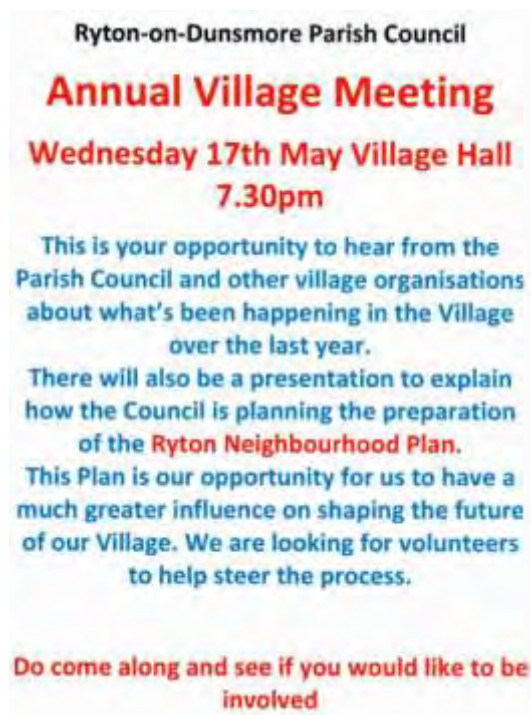 Ryton-on-Dunsmore Parish Council
Annual Village Meeting
Wednesday 17th May Village Hall
7.30pm
This is your opportunity to hear from the
Parish Council and other village organisations
about what's been happening in the Village
over the last year.
There will also be a presentation to explain
how the Council is planning the preparation
of the Ryton Neighbourhood Plan.
This Plan is our opportunity for us to have a
much greater influence on shaping the future
of our Village. We are looking for volunteers
to help steer the process.
Do come along and see if you would like to be
involved